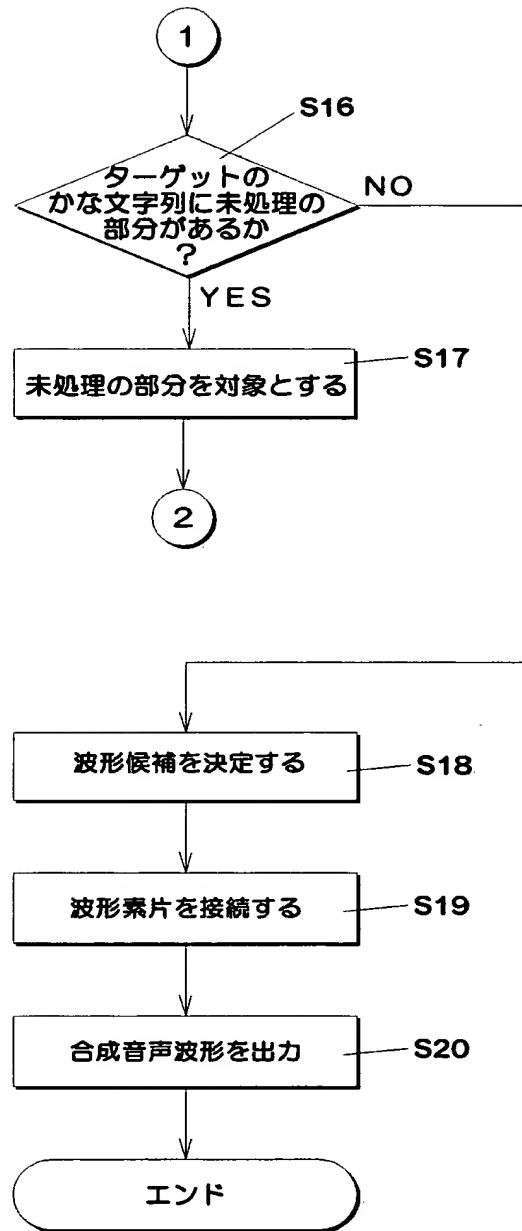 1
S16
ターゲットの
かな文字列に未処理の
部分があるか
?
NO
YES
S17
未処理の部分を対象とする
2
波形候補を決定する
S18
波形素片を接続する
S19
合成音声波形を出力
S20
エンド